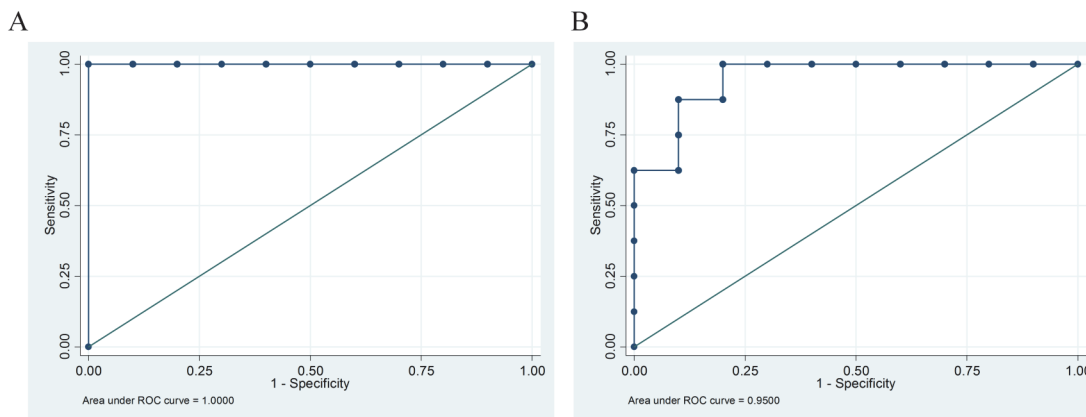 A
Sensitivity
1.00
0.75
0.50
0.25
0.00
0.00 0.25 0.50 0.75 1.00
1 - Specificity
Area under ROC curve = 1.0000
B
Sensitivity
1.00
0.75
0.50
0.25
0.00
0.00 0.25 0.50 0.75 1.00
1 - Specificity
Area under ROC curve = 0.9500